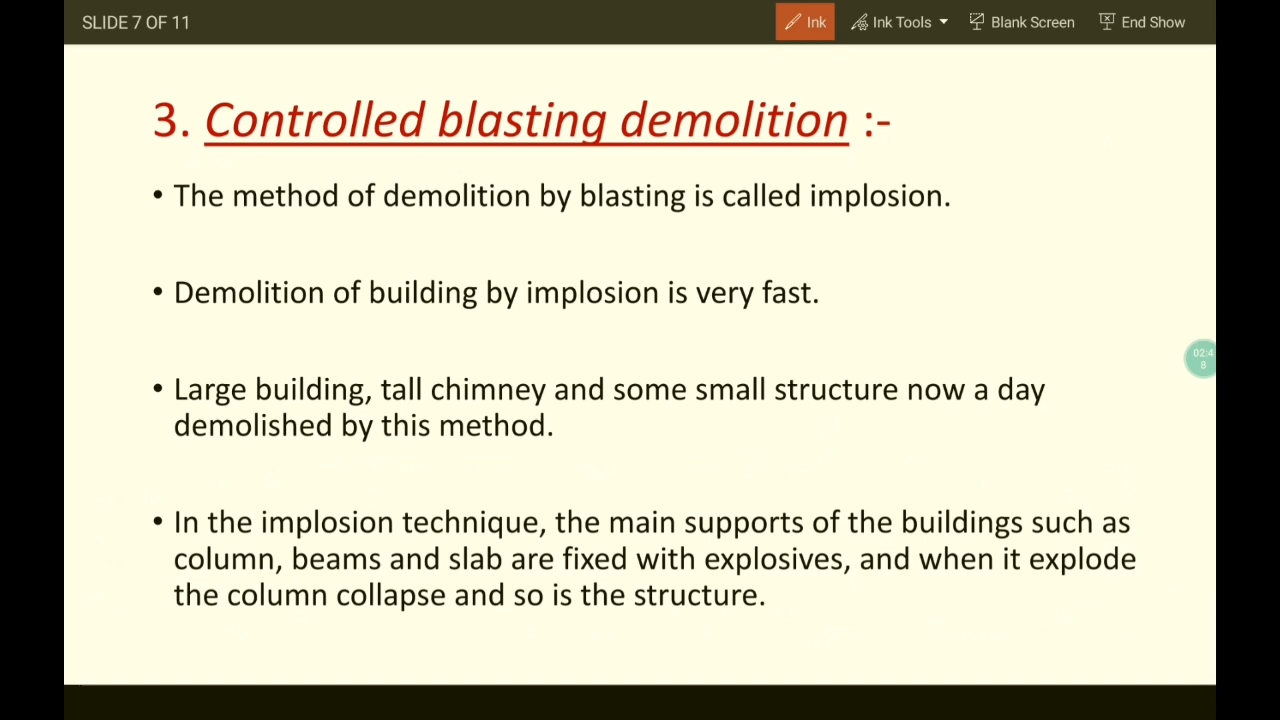 SLIDE 7 OF 11
Ink
Ink Tools
Blank Screen
End Show
3. Controlled blasting demolition :-
• The method of demolition by blasting is called implosion.
• Demolition of building by implosion is very fast.
• Large building, tall chimney and some small structure now a day
demolished by this method.
• In the implosion technique, the main supports of the buildings such as
column, beams and slab are fixed with explosives, and when it explode
the column collapse and so is the structure.
02:4
8